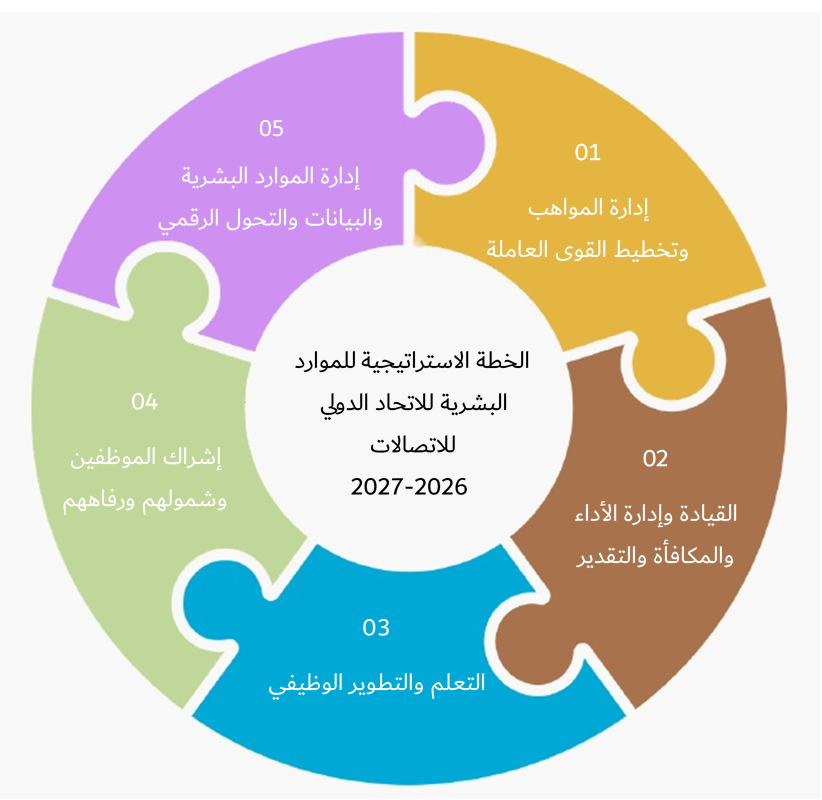 01
إدارة المواهب
وتخطيط القوى العاملة
02
القيادة وإدارة الأداء
والمكافأة والتقدير
03
التعلم والتطوير الوظيفي
04
إشراك الموظفين
وشمولهم ورفاههم
05
إدارة الموارد البشرية
والبيانات والتحول الرقمي
الخطة الاستراتيجية للموارد
البشرية للاتحاد الدولي
للاتصالات
2027-2026